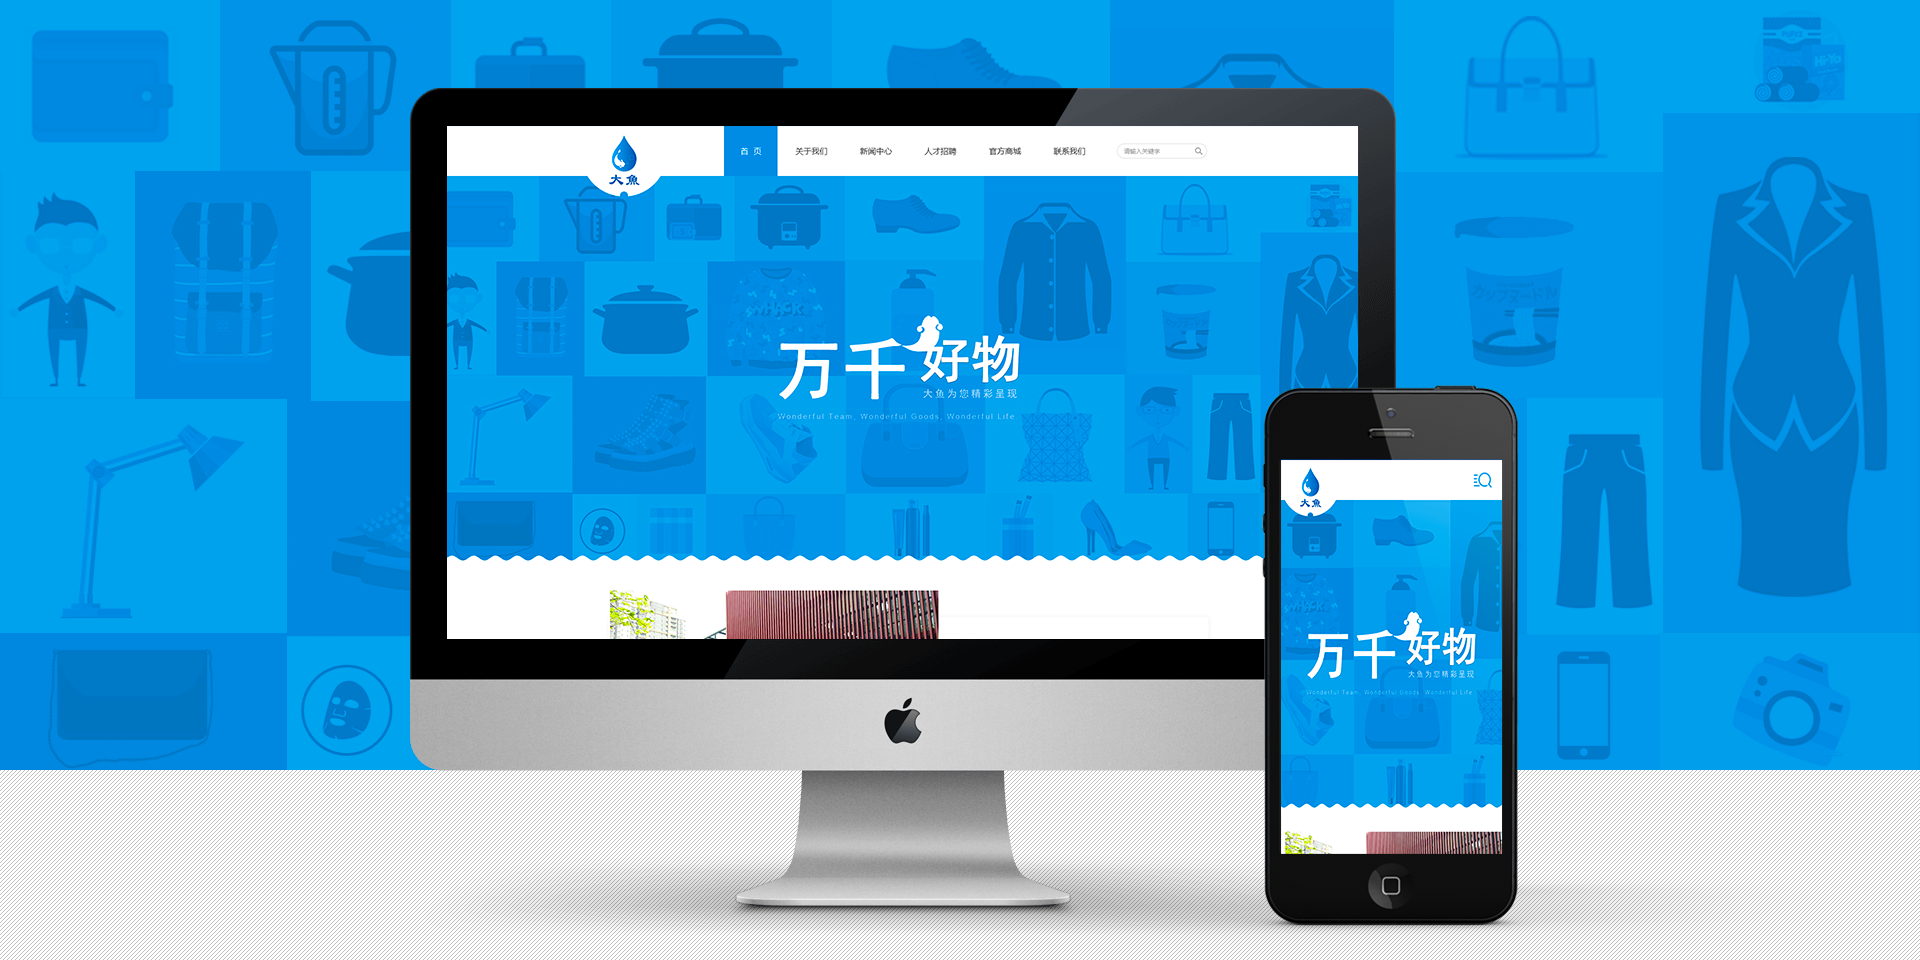 大魚
首 页
关于我们
新闻中心
人才招聘
官方商城
联系我们
请输入关键字
万千好物
大鱼为您精彩呈现
Wonderful Team, Wonderful Goods, Wonderful Life
大魚
万千好物
大鱼为您精彩呈现
Wonderful Team, Wonderful Goods, Wonderful Life